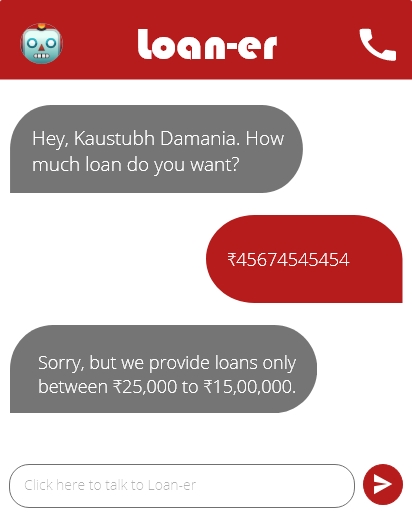 Loan-er
Hey, Kaustubh Damania. How
much loan do you want?
₹45674545454
Sorry, but we provide loans only
between ₹25,000 to ₹15,00,000.
Click here to talk to Loan-er